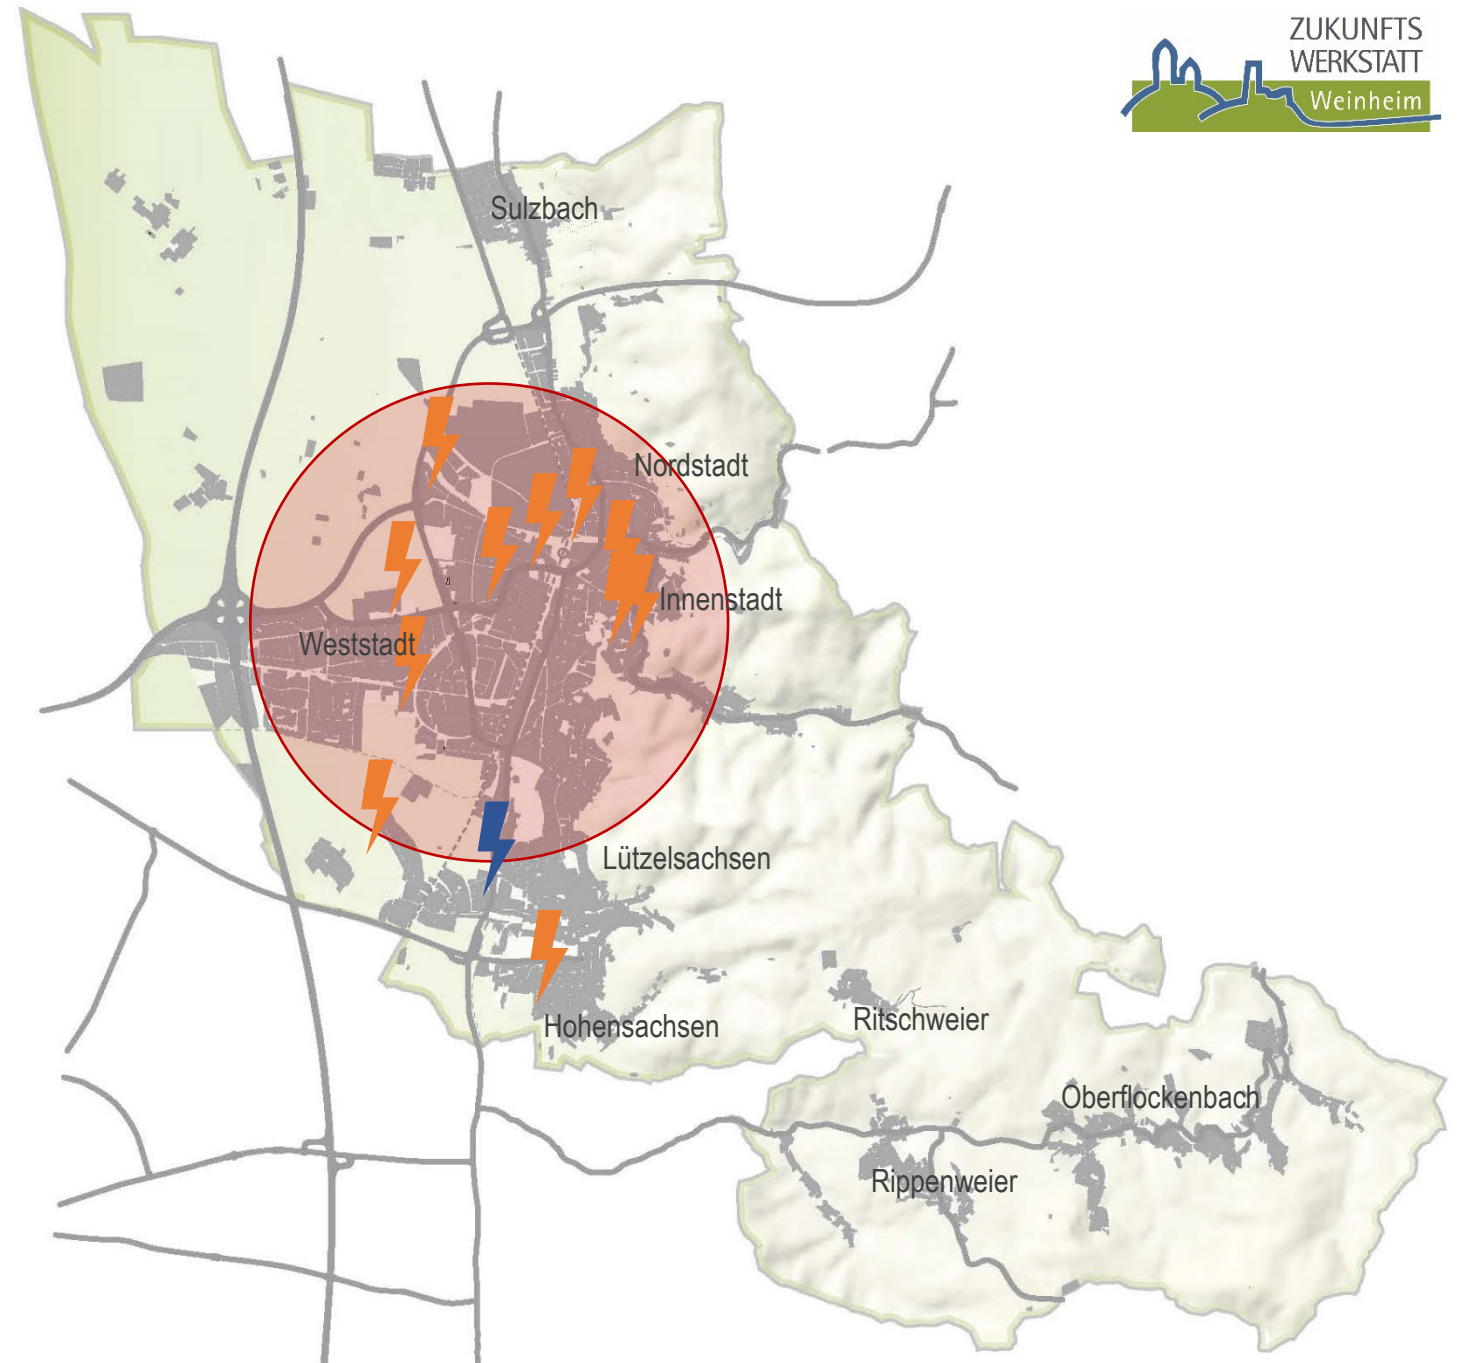 ZUKUNFTS
WERKSTATT
Weinheim
Sulzbach
Nordstadt
Innenstadt
Weststadt
Lützelsachsen
Hohensachsen
Ritschweier
Oberflockenbach
Rippenweier